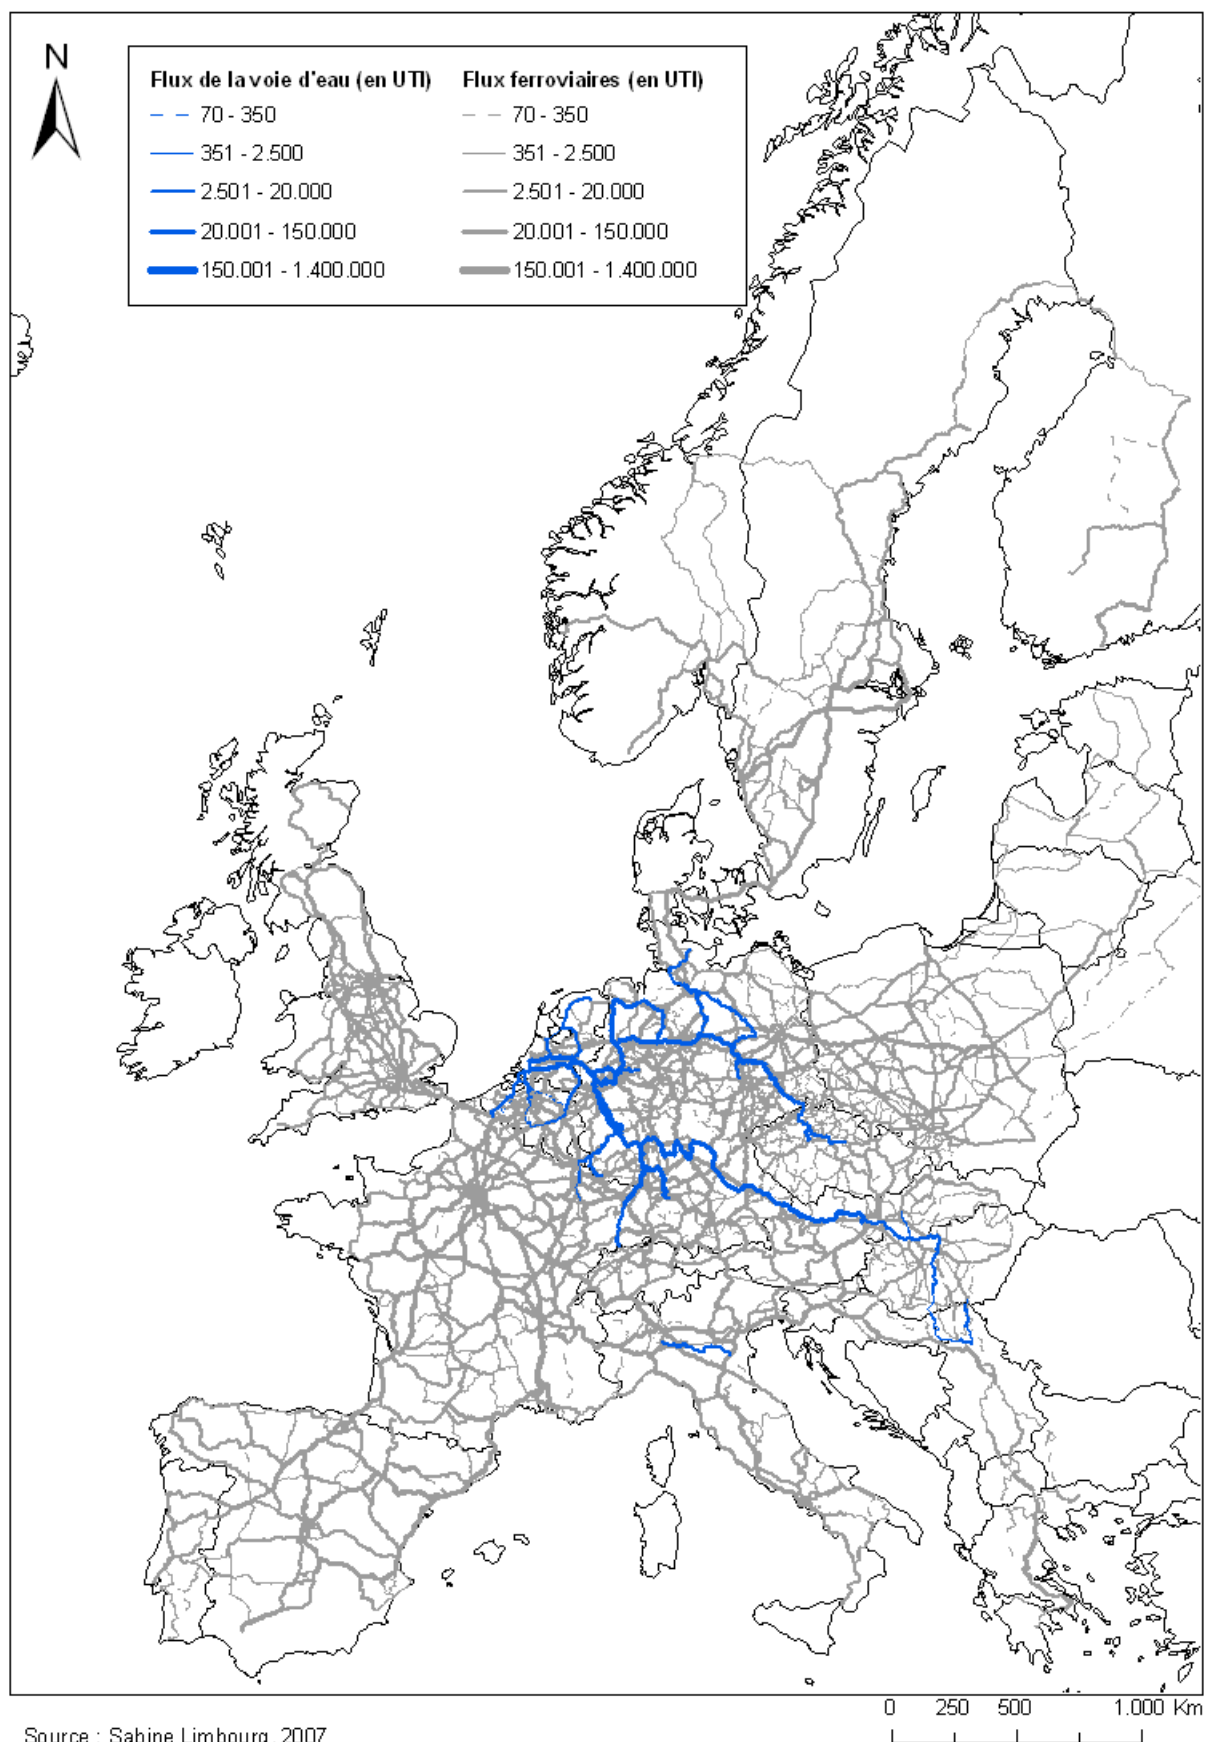 N
Flux de la voie d'eau (en UTI)
70 - 350
351 - 2.500
2.501 - 20.000
20.001 - 150.000
150.001 - 1.400.000
Flux ferroviaires (en UTI)
70 - 350
351 - 2.500
2.501 - 20.000
20.001 - 150.000
150.001 - 1.400.000
0 250 500 1.000 Km
Source : Sabine Limbourg, 2007